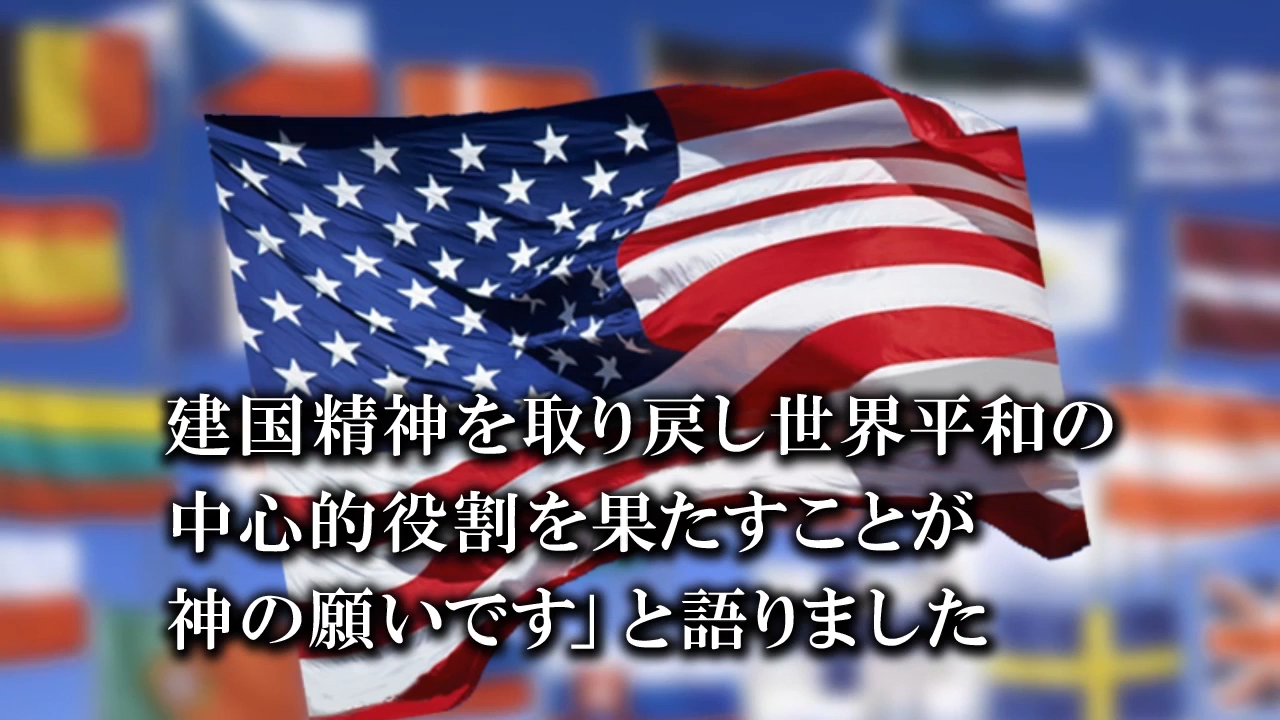 建国精神を取り戻し世界平和の
中心的役割を果たすことが
神の願いです」と語りました